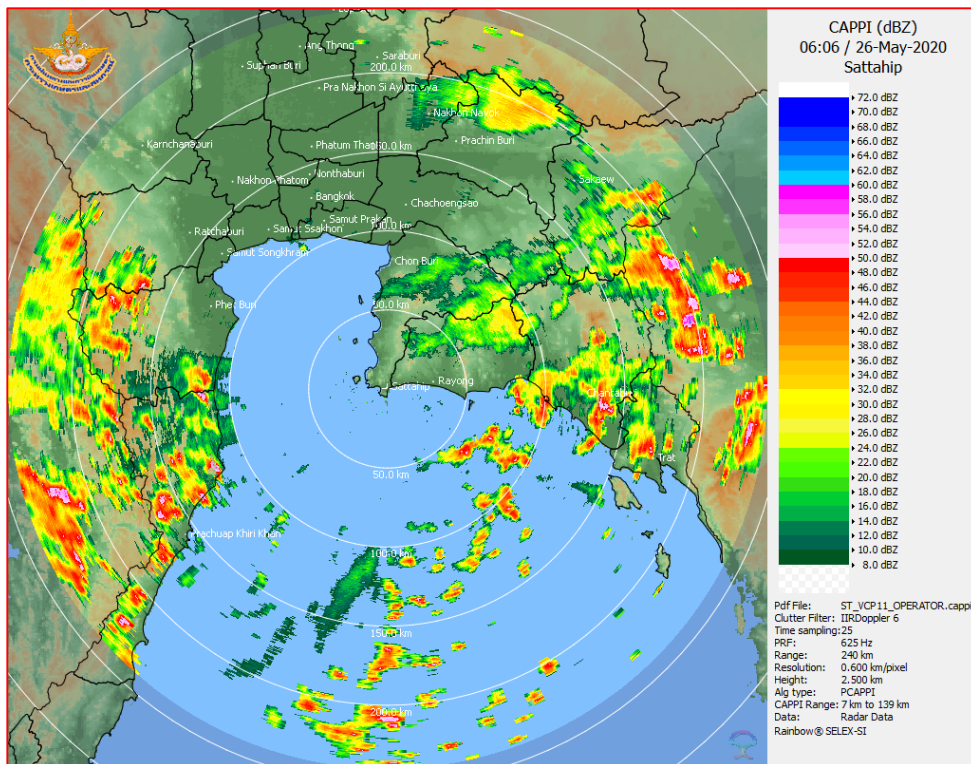 CAPPI (dBZ)
06:06 / 26-May-2020
Sattahip
72.0 dBZ
70.0 dBZ
68.0 dBZ
66.0 dBZ
64.0 dBZ
62.0 dBZ
60.0 dBZ
58.0 dBZ
56.0 dBZ
54.0 dBZ
52.0 dBZ
50.0 dBZ
48.0 dBZ
46.0 dBZ
44.0 dBZ
42.0 dBZ
40.0 dBZ
38.0 dBZ
36.0 dBZ
34.0 dBZ
32.0 dBZ
30.0 dBZ
28.0 dBZ
26.0 dBZ
24.0 dBZ
22.0 dBZ
20.0 dBZ
18.0 dBZ
16.0 dBZ
14.0 dBZ
12.0 dBZ
10.0 dBZ
8.0 dBZ
Pdf File: ST_VCP11_OPERATOR.cappi
Clutter Filter: IIRDoppler 6
Time sampling:25
PRF: 625 Hz
Range: 240 km
Resolution: 0.600 km/pixel
Height: 2.500 km
Alg type: PCAPPI
CAPPI Range: 7 km to 139 km
Data: Radar Data
Rainbow® SELEX-SI
Ang Thong
Saraburi
Suphan Buri
200.0 km
Pra Nakhon Si Ayutthaya
Nakhon Nayok
Karnchanaburi
Phatum Thani
150.0 km
Prachin Buri
Nonthaburi
Nakhon Phatom
Sakaew
Bangkok
Chachoengsao
Samut Prakan
Ratchaburi
Samut Ssakhon
100.0 km
Samut Songkhram
Chon Buri
Phet Buri
50.0 km
Sattahip
Rayong
Chantaburi
Trat
50.0 km
Prachuap Khiri Khan
100.0 km
150.0 km
200.0 km